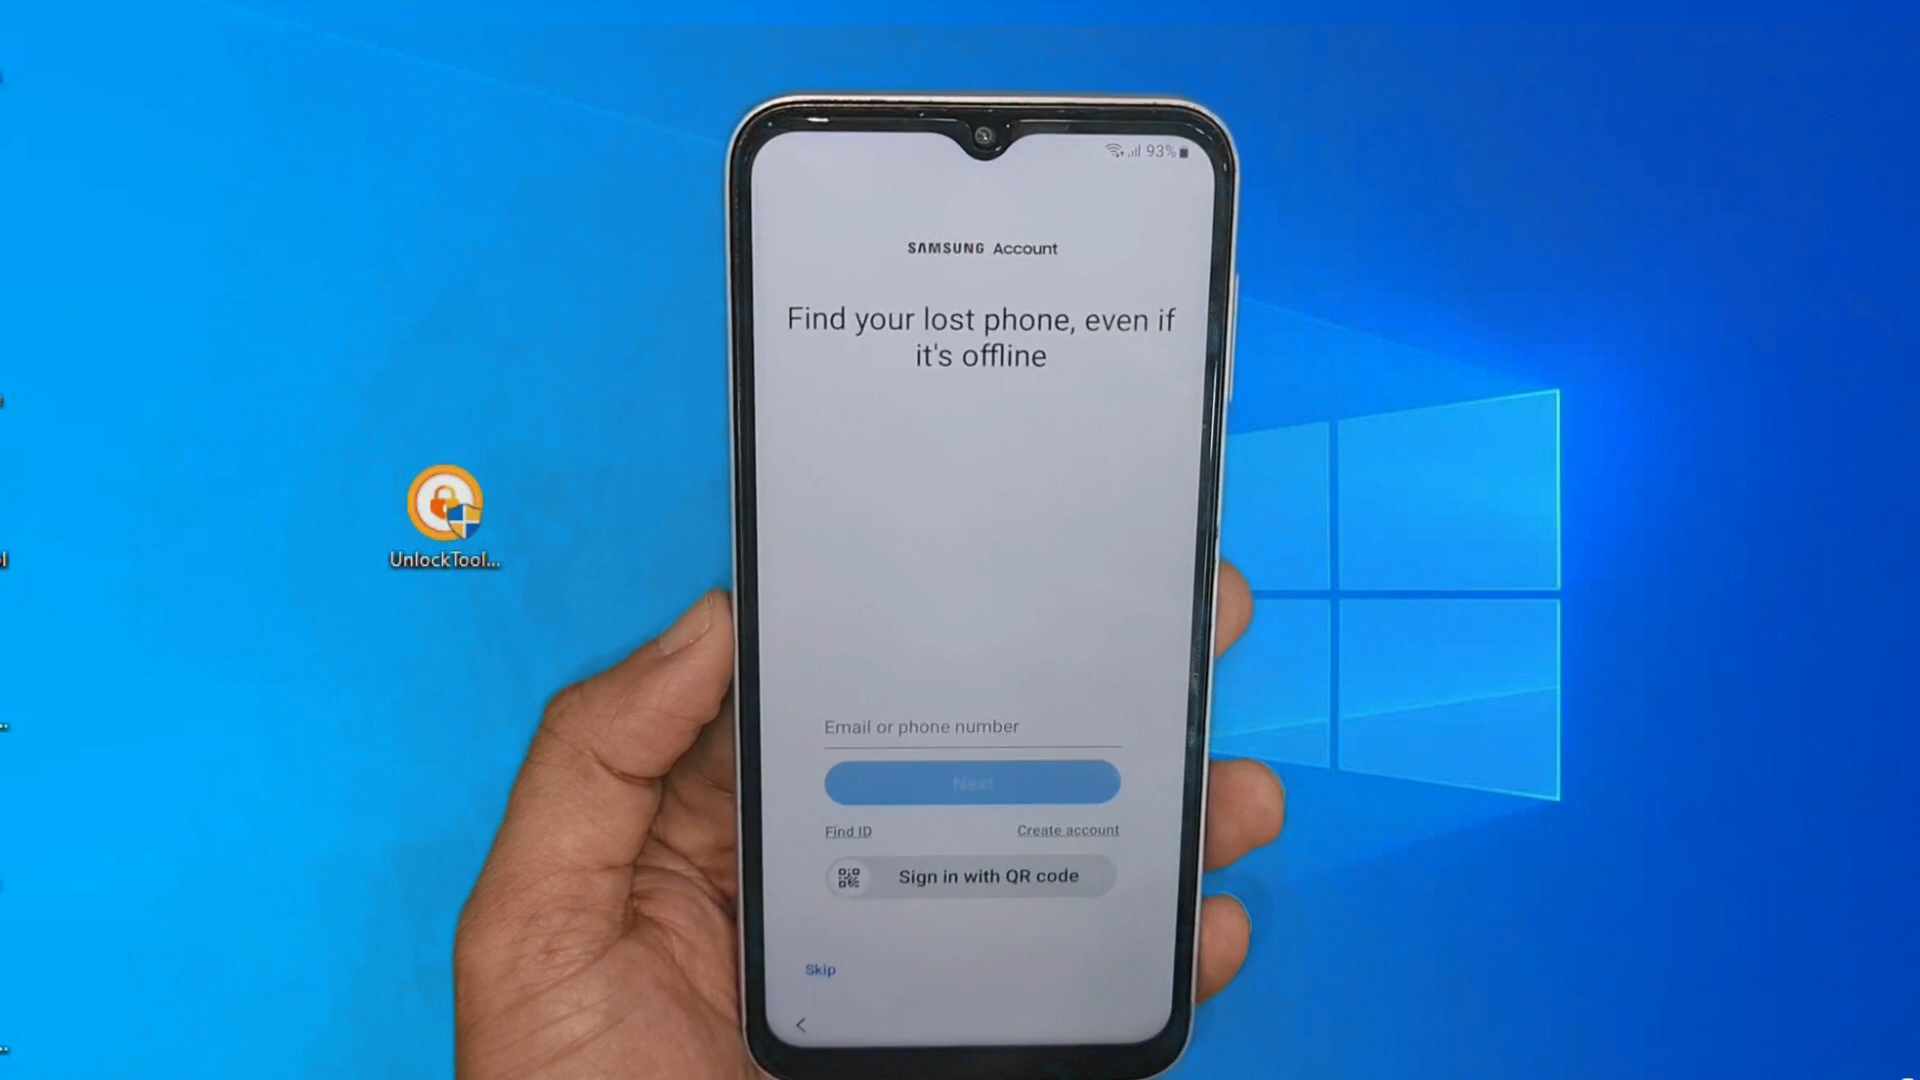 93%
SAMSUNG Account
Find your lost phone, even if
it's offline
UnlockTool...
Email or phone number
Next
Find ID
Create account
Sign in with QR code
Skip